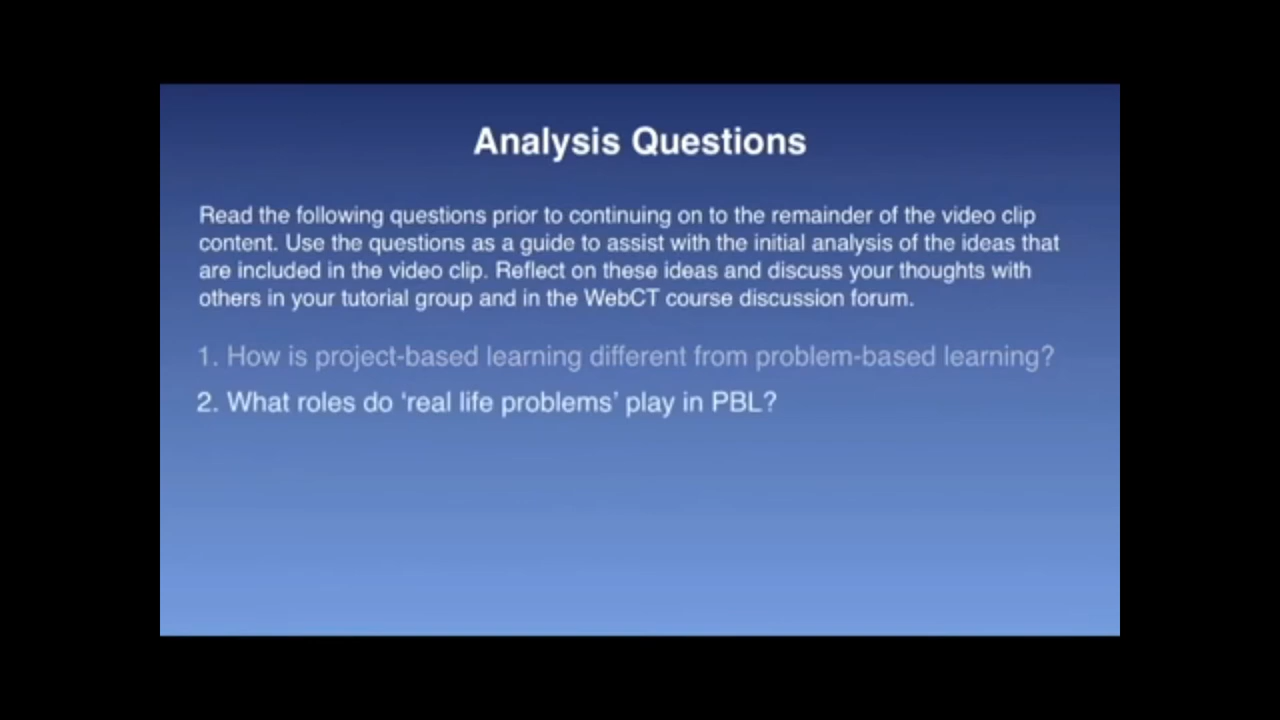 Analysis Questions
Read the following questions prior to continuing on to the remainder of the video clip
content. Use the questions as a guide to assist with the initial analysis of the ideas that
are included in the video clip. Reflect on these ideas and discuss your thoughts with
others in your tutorial group and in the WebCT course discussion forum.
1. How is project-based learning different from problem-based learning?
2. What roles do ‘real life problems’ play in PBL?